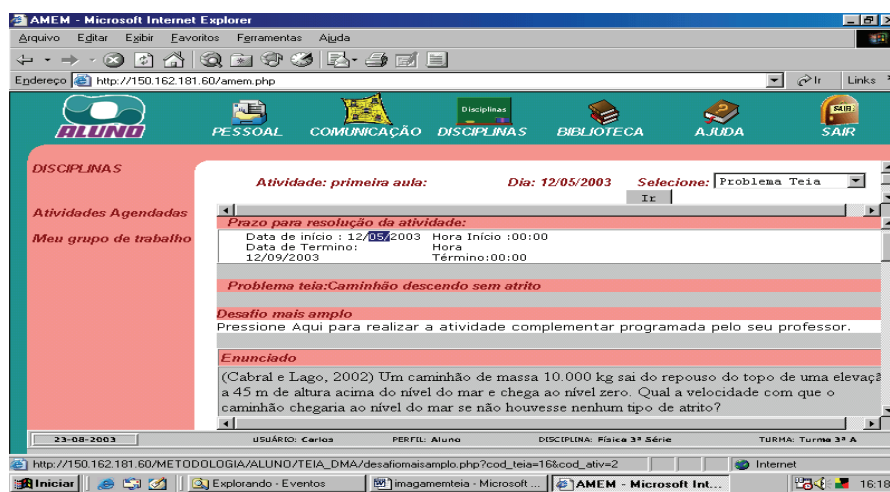 AMEM - Microsoft Internet Explorer
Arquivo Editar Exibir Favoritos Ferramentas Ajuda
Endereço http://150.162.181.60/amem.php Ir Links
ALUNO PESSOAL COMUNICAÇÃO Disciplinas DISCIPLINAS BIBLIOTECA AJUDA SAIR SAIR
DISCIPLINAS
Atividades Agendadas
Meu grupo de trabalho
Atividade: primeira aula: Dia: 12/05/2003 Selecione: Problema Teia
Ir
Prazo para resolução da atividade:
Data de início : 12/05/2003 Hora Início :00:00
Data de Termino: Hora
12/09/2003 Término:00:00
Problema teia:Caminhão descendo sem atrito
Desafio mais amplo
Pressione Aqui para realizar a atividade complementar programada pelo seu professor.
Enunciado
(Cabral e Lago, 2002) Um caminhão de massa 10.000 kg sai do repouso do topo de uma elevaçã
a 45 m de altura acima do nível do mar e chega ao nível zero. Qual a velocidade com que o
caminhão chegaria ao nível do mar se não houvesse nenhum tipo de atrito?
23-08-2003 USUÁRIO: Carlos PERFIL: Aluno DISCIPLINA: Física 3ª Série TURMA: Turma 3ª A
http://150.162.181.60/METODOLOGIA/ALUNO/TEIA_DMA/desafiomaisamplo.php?cod_teia=16&cod_ativ=2 Internet
Iniciar Explorando - Eventos imagamemteia - Microsoft ... AMEM - Microsoft Int... 16:18